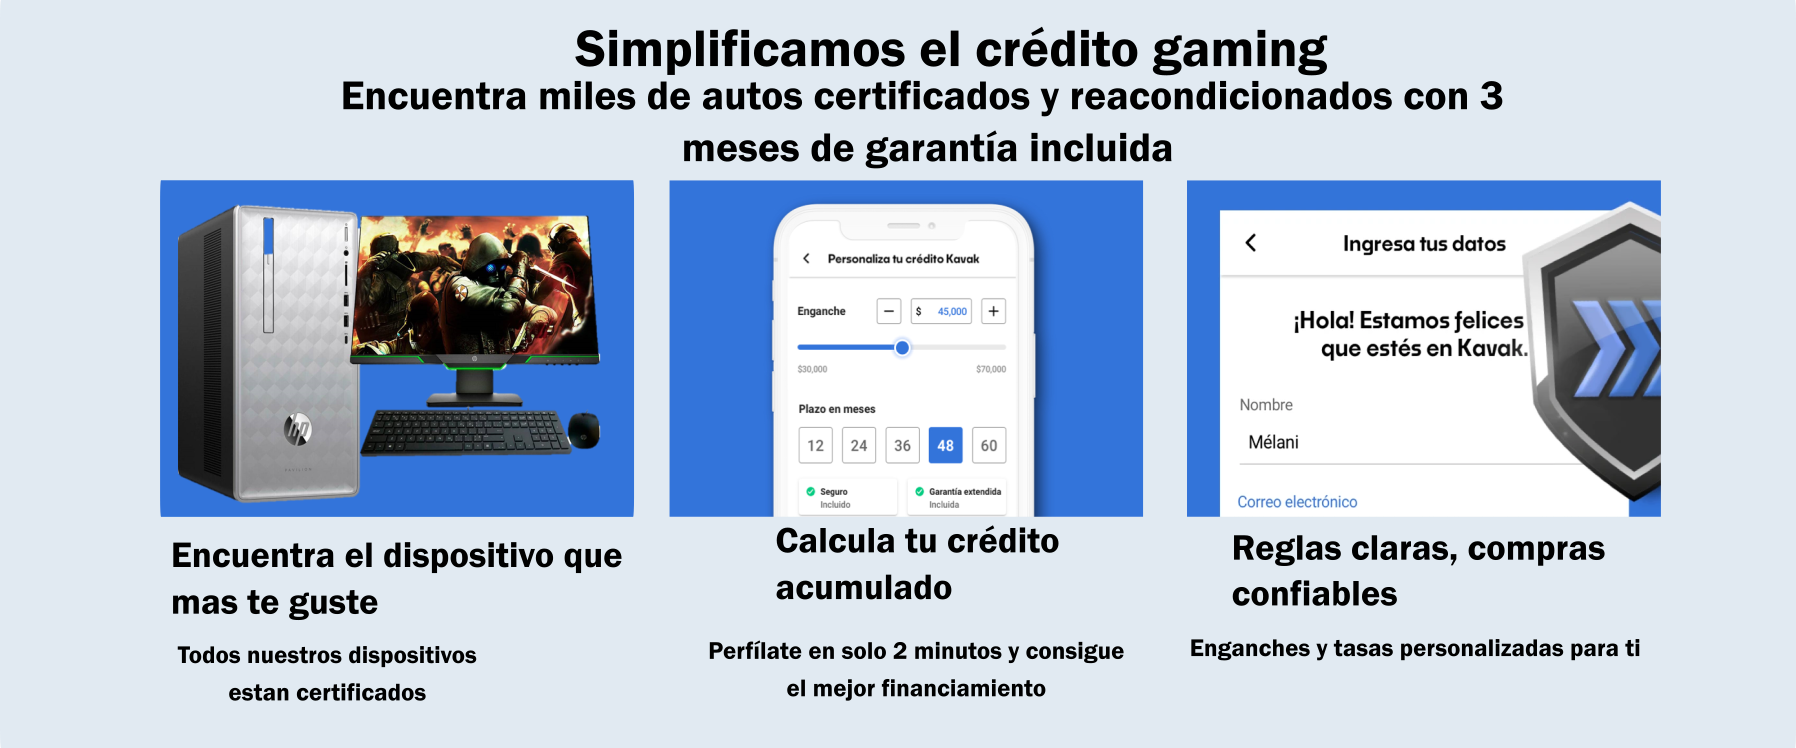 Simplificamos el crédito gaming
Encuentra miles de autos certificados y reacondicionados con 3
meses de garantía incluida
hp
Personaliza tu crédito Kavak
Enganche
− $ 45,000 +
$30,000 $70,000
Plazo en meses
12 24 36 48 60
Seguro
Incluido
Garantía extendida
Incluida
Ingresa tus datos
¡Hola! Estamos felices
que estés en Kavak.
Nombre
Mélani
Correo electrónico
Encuentra el dispositivo que
mas te guste
Todos nuestros dispositivos
estan certificados
Calcula tu crédito
acumulado
Perfílate en solo 2 minutos y consigue
el mejor financiamiento
Reglas claras, compras
confiables
Enganches y tasas personalizadas para ti